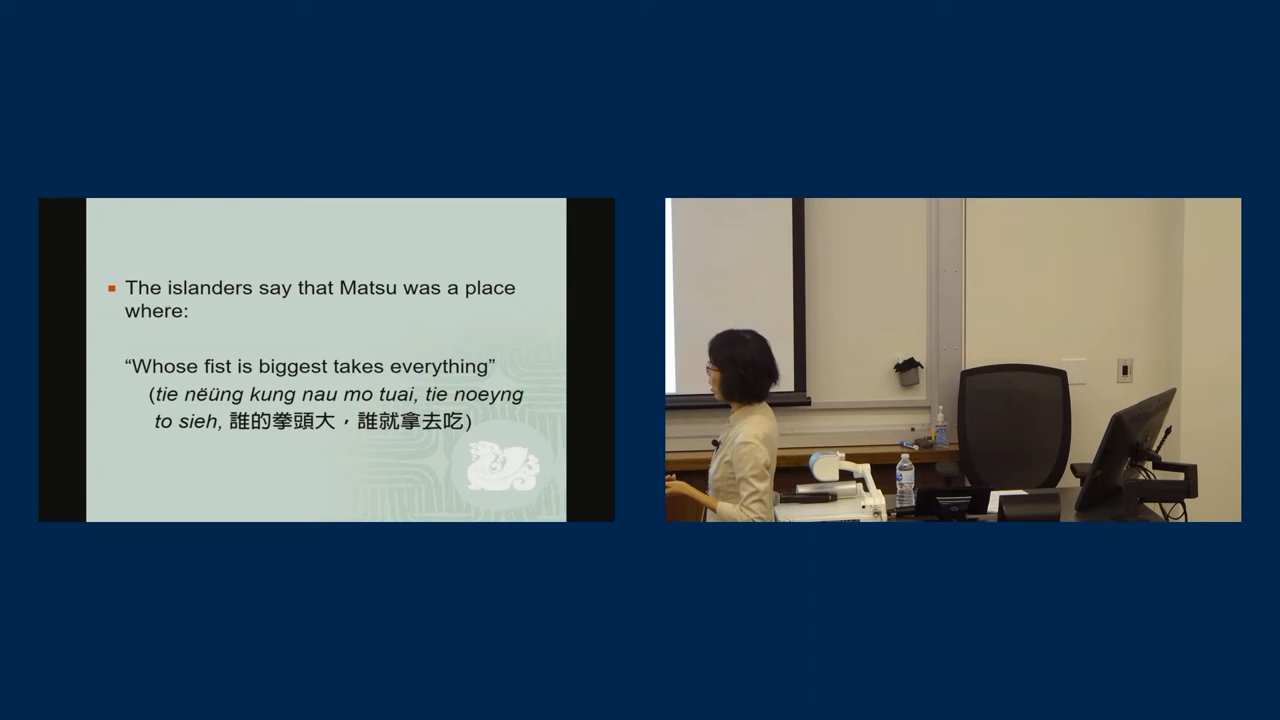 The islanders say that Matsu was a place
where:
“Whose fist is biggest takes everything”
(tie nëüng kung nau mo tuai, tie noeyng
to sieh, 誰的拳頭大，誰就拿去吃)